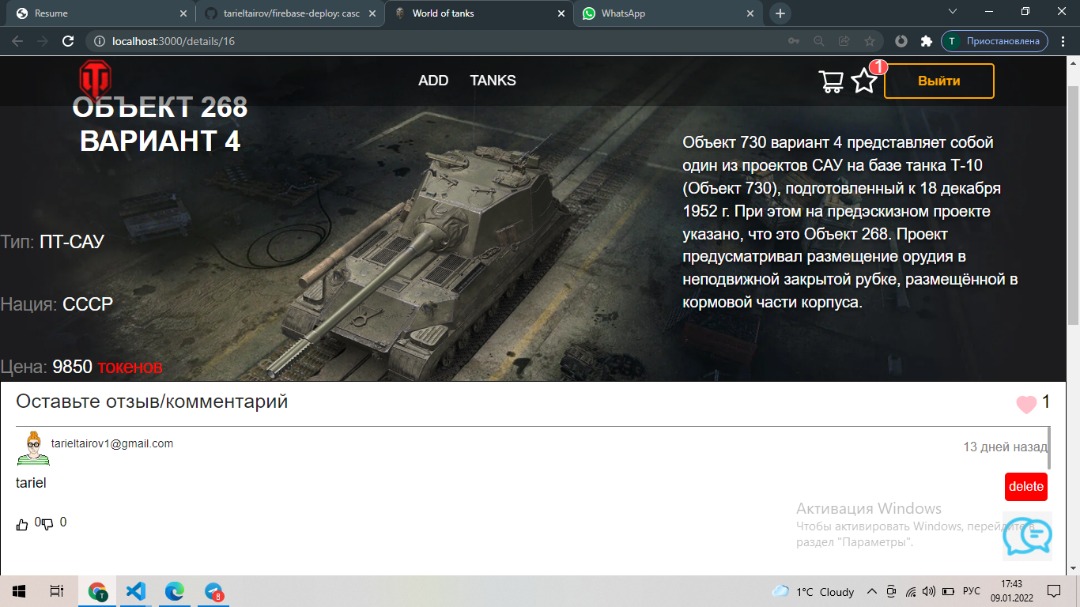 Resume
tarieltairov/firebase-deploy: casc
World of tanks
WhatsApp
localhost:3000/details/16
T Приостановлена
ADD TANKS
1
Выйти
ОБЪЕКТ 268
ВАРИАНТ 4
Объект 730 вариант 4 представляет собой
один из проектов САУ на базе танка Т-10
(Объект 730), подготовленный к 18 декабря
1952 г. При этом на предэскизном проекте
указано, что это Объект 268. Проект
предусматривал размещение орудия в
неподвижной закрытой рубке, размещённой в
кормовой части корпуса.
Тип: ПТ-САУ
Нация: СССР
Цена: 9850 токенов
Оставьте отзыв/комментарий
1
tarieltairov1@gmail.com
13 дней назад
tariel
delete
0 0
Активация Windows
Чтобы активировать Windows, перейдите в
раздел "Параметры".
T
8
1°C Cloudy
РУС
17:43
09.01.2022